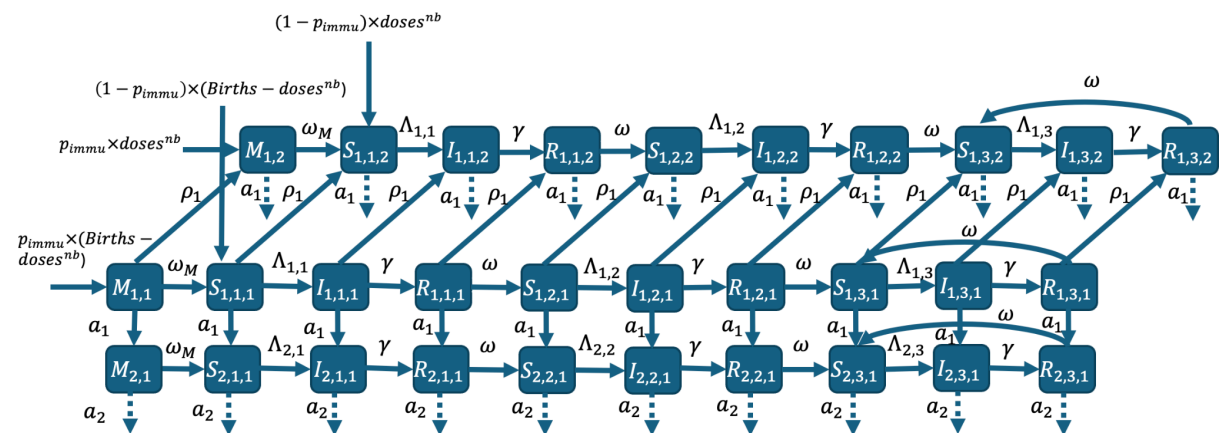 (1−p_immu)×doses^nb
(1−p_immu)×(Births−doses^nb)
ω
ω_M Λ_1,1 γ ω Λ_1,2 γ ω Λ_1,3 γ
p_immu×doses^nb
M_1,2 S_1,1,2 I_1,1,2 R_1,1,2 S_1,2,2 I_1,2,2 R_1,2,2 S_1,3,2 I_1,3,2 R_1,3,2
a_1 a_1 a_1 a_1 a_1 a_1 a_1 a_1 a_1 a_1
ρ_1 ρ_1 ρ_1 ρ_1 ρ_1 ρ_1 ρ_1 ρ_1 ρ_1 ρ_1
p_immu×(Births−
doses^nb)
ω
ω_M Λ_1,1 γ ω Λ_1,2 γ ω Λ_1,3 γ
M_1,1 S_1,1,1 I_1,1,1 R_1,1,1 S_1,2,1 I_1,2,1 R_1,2,1 S_1,3,1 I_1,3,1 R_1,3,1
a_1 a_1 a_1 a_1 a_1 a_1 a_1 a_1 a_1 a_1
ω
ω_M Λ_2,1 γ ω Λ_2,2 γ ω Λ_2,3 γ
M_2,1 S_2,1,1 I_2,1,1 R_2,1,1 S_2,2,1 I_2,2,1 R_2,2,1 S_2,3,1 I_2,3,1 R_2,3,1
a_2 a_2 a_2 a_2 a_2 a_2 a_2 a_2 a_2 a_2